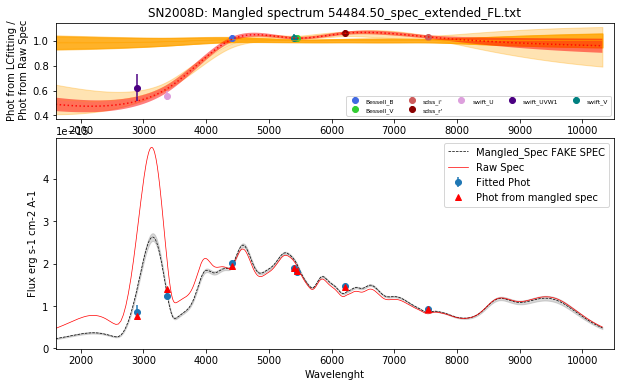 SN2008D: Mangled spectrum 54484.50_spec_extended_FL.txt
Phot from LCfitting /
Phot from Raw Spec
1.0
0.8
0.6
0.4
Bessell_B
Bessell_V
sdss_i'
sdss_r'
swift_U
swift_UVW1
swift_V
2000 3000 4000 5000 6000 7000 8000 9000 10000
Flux erg s-1 cm-2 A-1
4
3
2
1
0
Mangled_Spec FAKE SPEC
Raw Spec
Fitted Phot
Phot from mangled spec
2000 3000 4000 5000 6000 7000 8000 9000 10000
Wavelenght